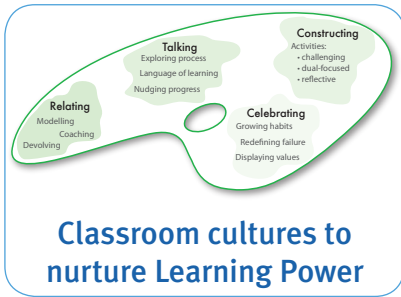 Relating
Modelling
Coaching
Devolving
Talking
Exploring process
Language of learning
Nudging progress
Constructing
Activities:
• challenging
• dual-focused
• reflective
Celebrating
Growing habits
Redefining failure
Displaying values
Classroom cultures to
nurture Learning Power